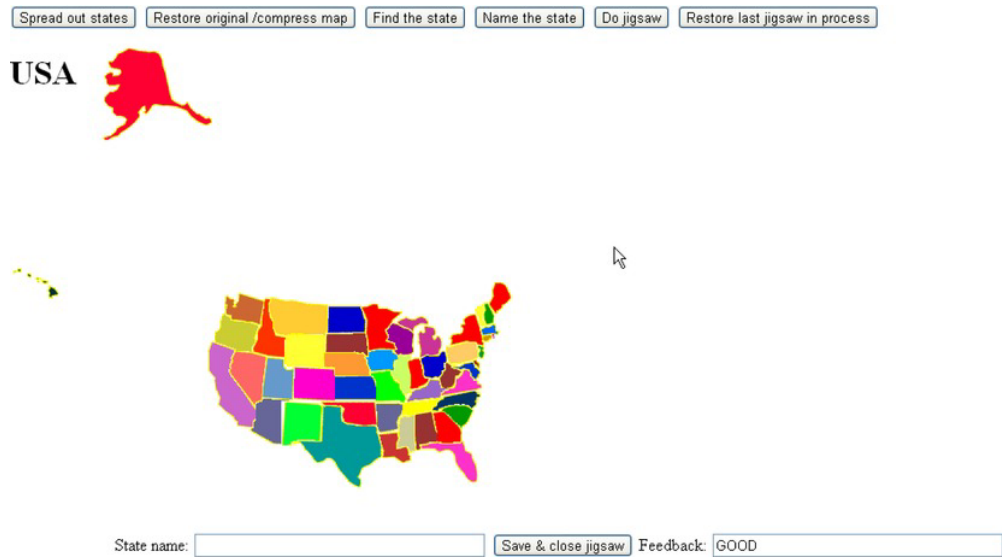 Spread out states Restore original /compress map Find the state Name the state Do jigsaw Restore last jigsaw in process
USA
State name: Save & close jigsaw Feedback: GOOD